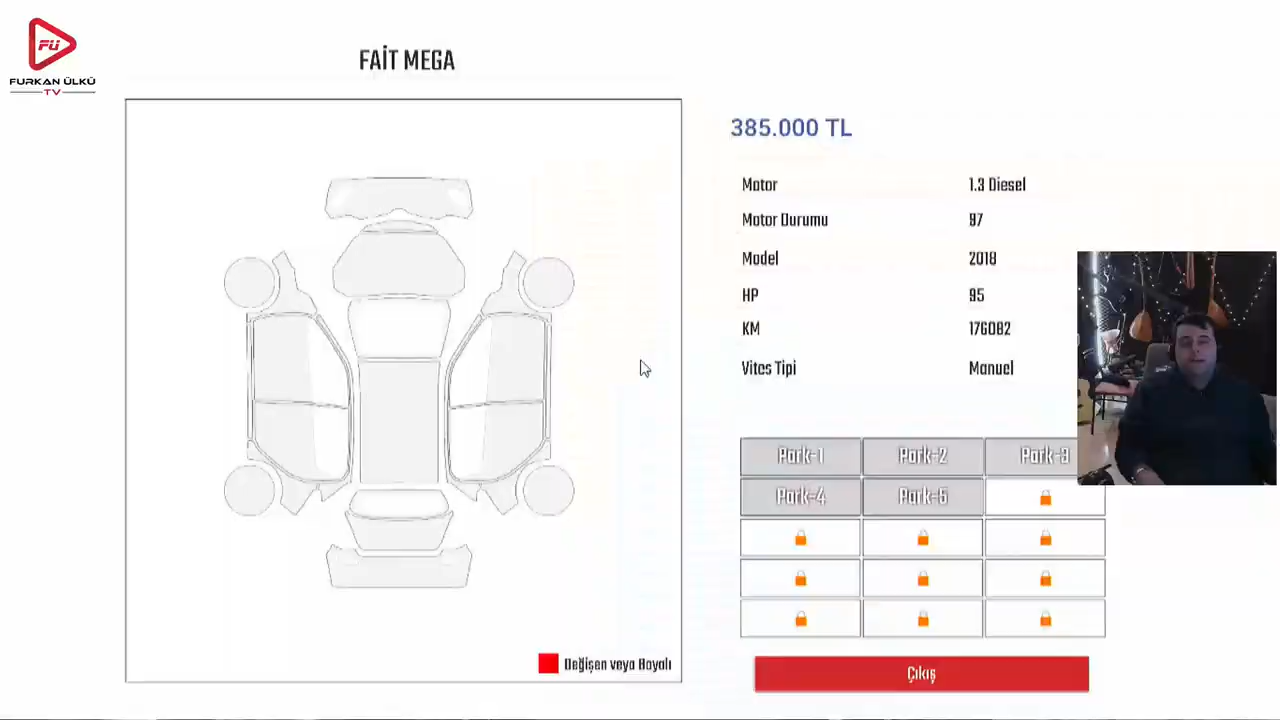 FU
FURKAN ÜLKÜ
TV
FAİT MEGA
385.000 TL
Motor 1.3 Diesel
Motor Durumu 97
Model 2018
HP 95
KM 176082
Vites Tipi Manuel
Park-1 Park-2 Park-3
Park-4 Park-5
Değişen veya Boyalı
Çıkış